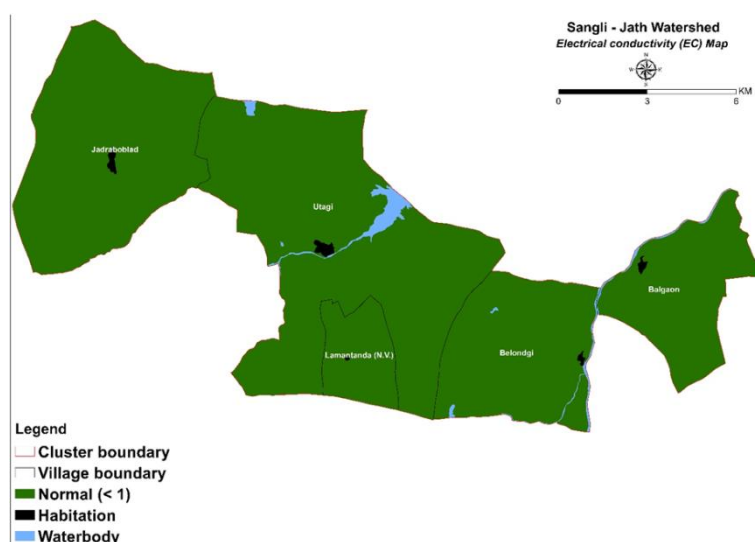 Sangli - Jath Watershed
Electrical conductivity (EC) Map
N
W E
S
0 3 6 KM
Jadraboblad
Utagi
Balgaon
Lamantanda (N.V.)
Belondgi
Legend
Cluster boundary
Village boundary
Normal (< 1)
Habitation
Waterbody